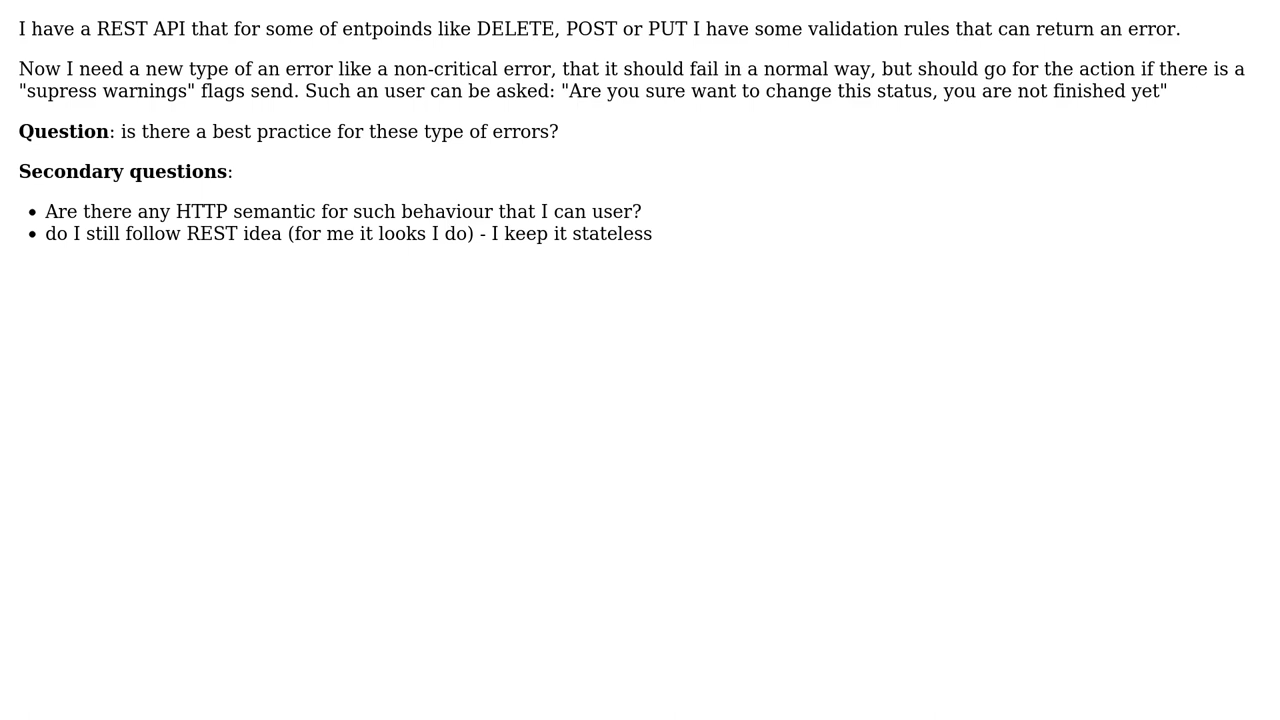 I have a REST API that for some of entpoinds like DELETE, POST or PUT I have some validation rules that can return an error.
Now I need a new type of an error like a non-critical error, that it should fail in a normal way, but should go for the action if there is a
"supress warnings" flags send. Such an user can be asked: "Are you sure want to change this status, you are not finished yet"
Question: is there a best practice for these type of errors?
Secondary questions:
• Are there any HTTP semantic for such behaviour that I can user?
• do I still follow REST idea (for me it looks I do) - I keep it stateless